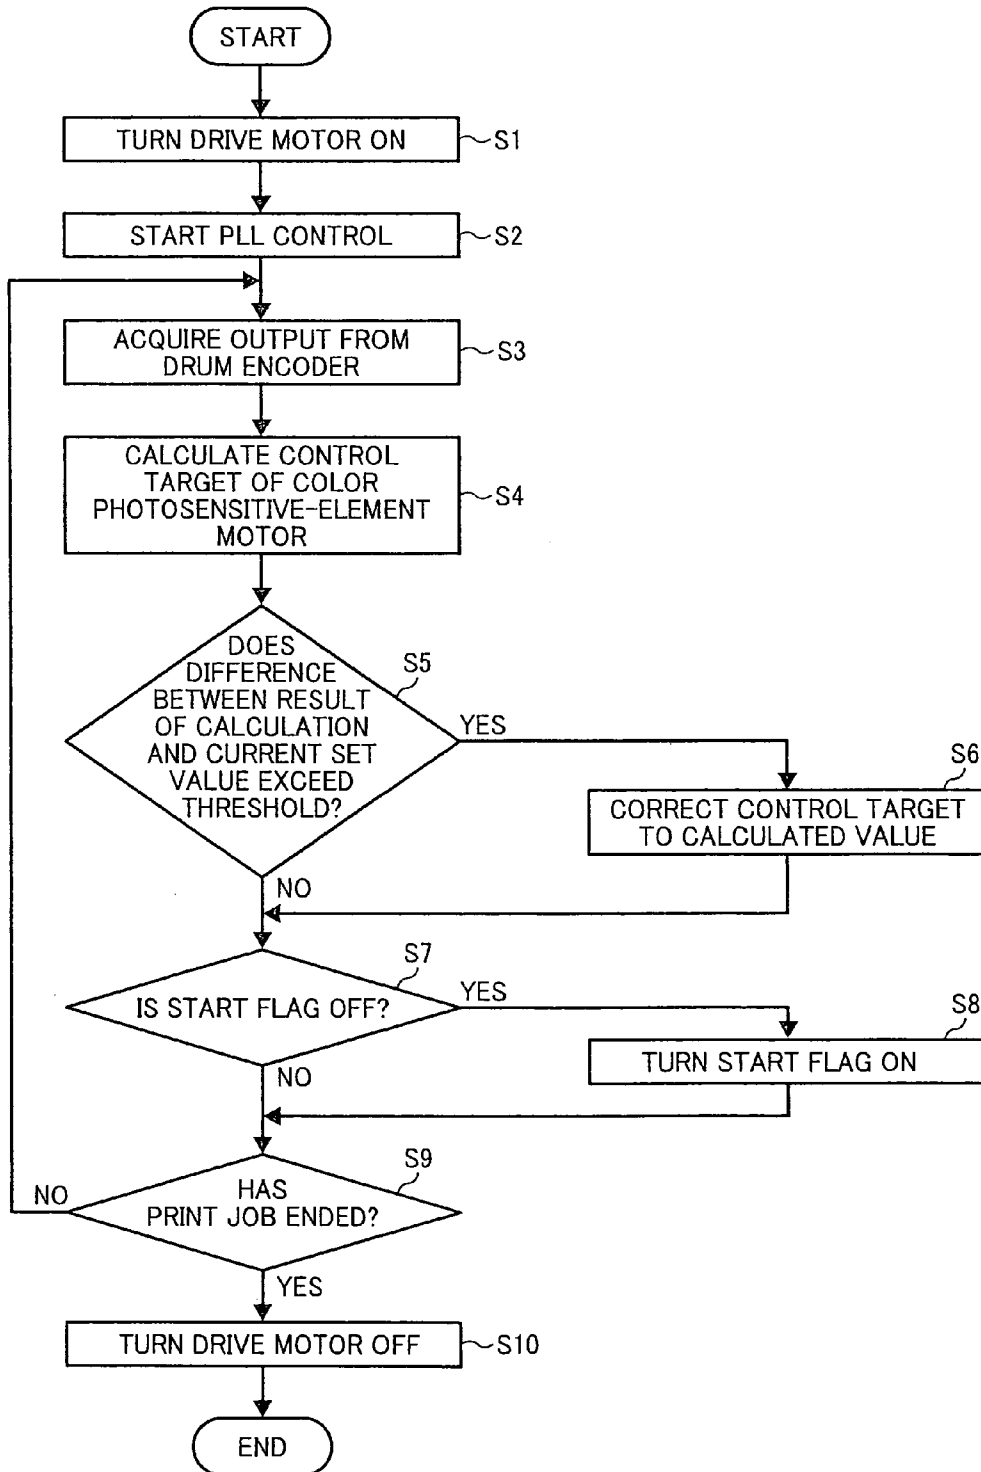 START
TURN DRIVE MOTOR ON
S1
START PLL CONTROL
S2
ACQUIRE OUTPUT FROM
DRUM ENCODER
S3
CALCULATE CONTROL
TARGET OF COLOR
PHOTOSENSITIVE-ELEMENT
MOTOR
S4
DOES
DIFFERENCE
BETWEEN RESULT
OF CALCULATION
AND CURRENT SET
VALUE EXCEED
THRESHOLD?
S5
YES
S6
CORRECT CONTROL TARGET
TO CALCULATED VALUE
NO
S7
IS START FLAG OFF?
YES
S8
TURN START FLAG ON
NO
S9
HAS
PRINT JOB ENDED?
NO
YES
TURN DRIVE MOTOR OFF
S10
END